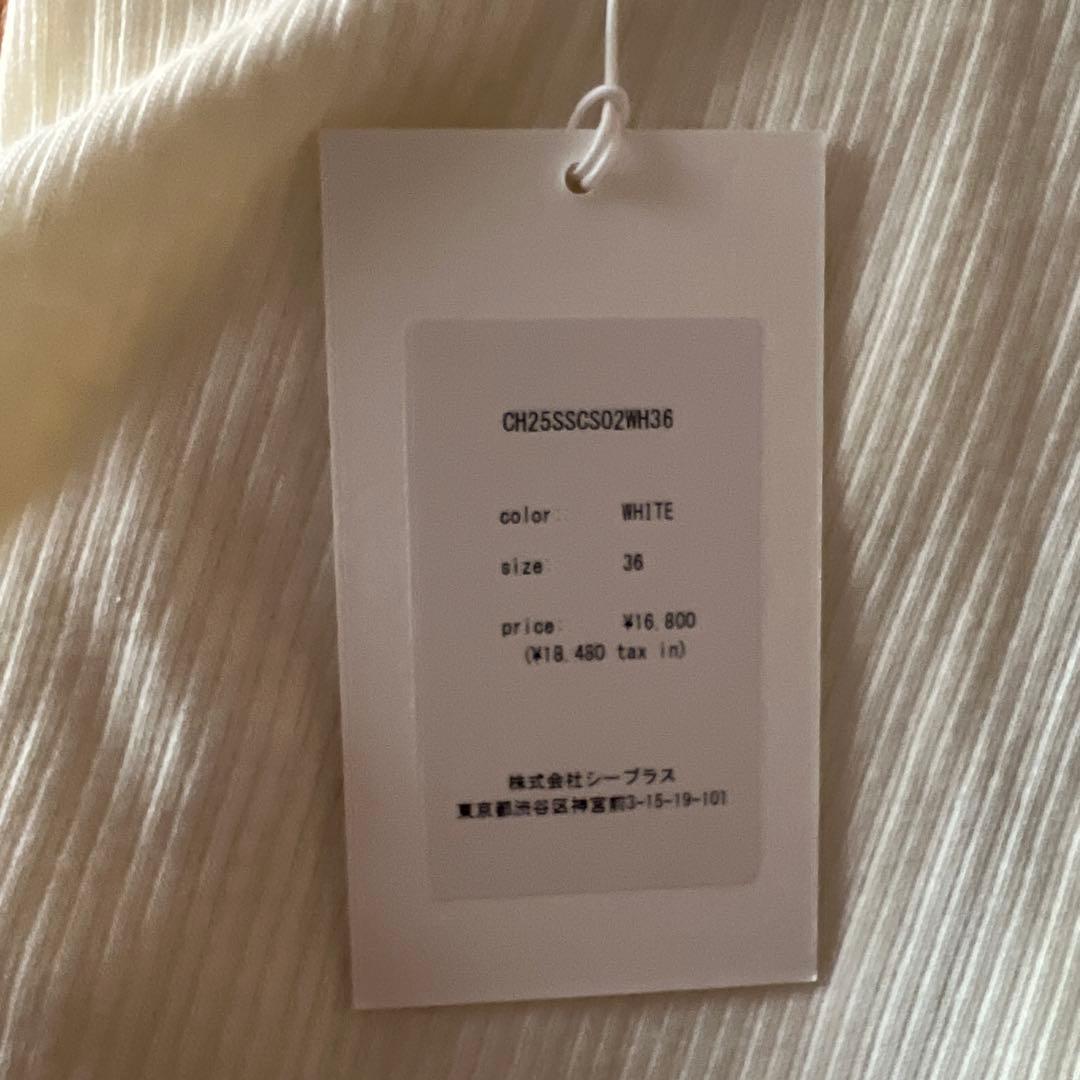 CH25SSCS02WH36
color: WHITE
size: 36
price: ¥16,800
(¥18,480 tax in)
株式会社シープラス
東京都渋谷区神宮前3-15-19-101